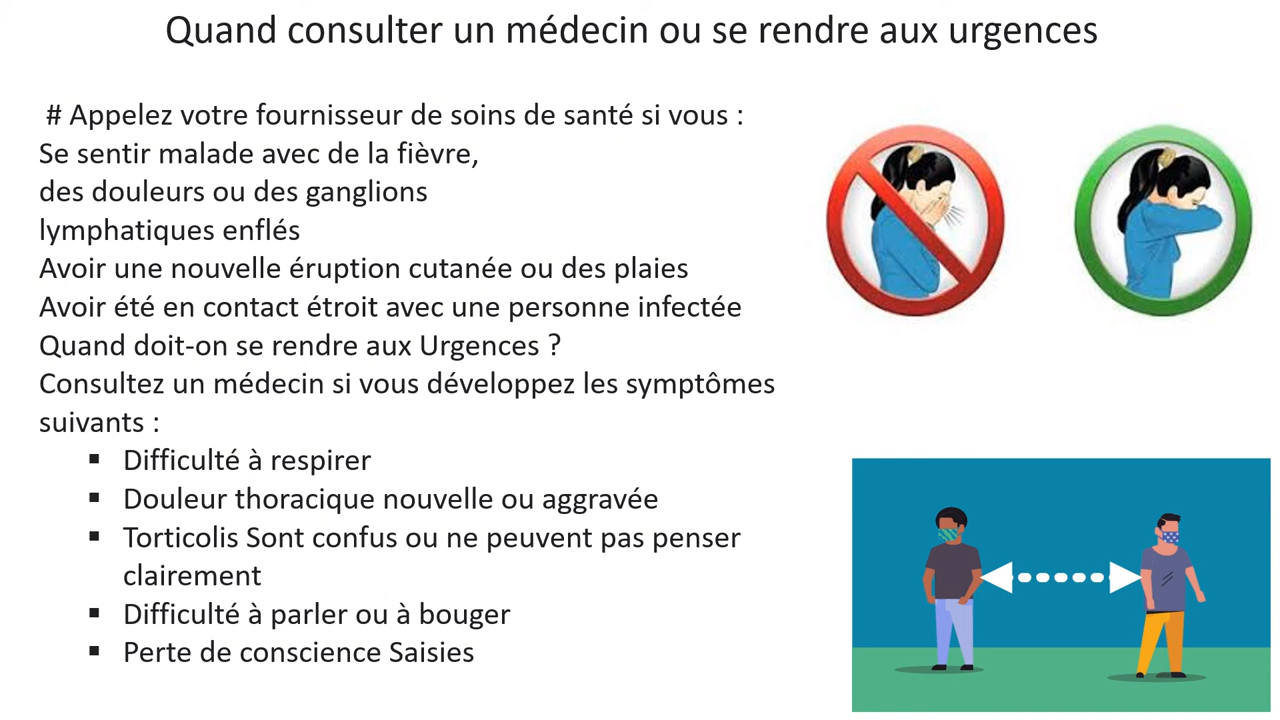 Quand consulter un médecin ou se rendre aux urgences
# Appelez votre fournisseur de soins de santé si vous :
Se sentir malade avec de la fièvre,
des douleurs ou des ganglions
lymphatiques enflés
Avoir une nouvelle éruption cutanée ou des plaies
Avoir été en contact étroit avec une personne infectée
Quand doit-on se rendre aux Urgences ?
Consultez un médecin si vous développez les symptômes
suivants :
▪ Difficulté à respirer
▪ Douleur thoracique nouvelle ou aggravée
▪ Torticolis Sont confus ou ne peuvent pas penser
clairement
▪ Difficulté à parler ou à bouger
▪ Perte de conscience Saisies